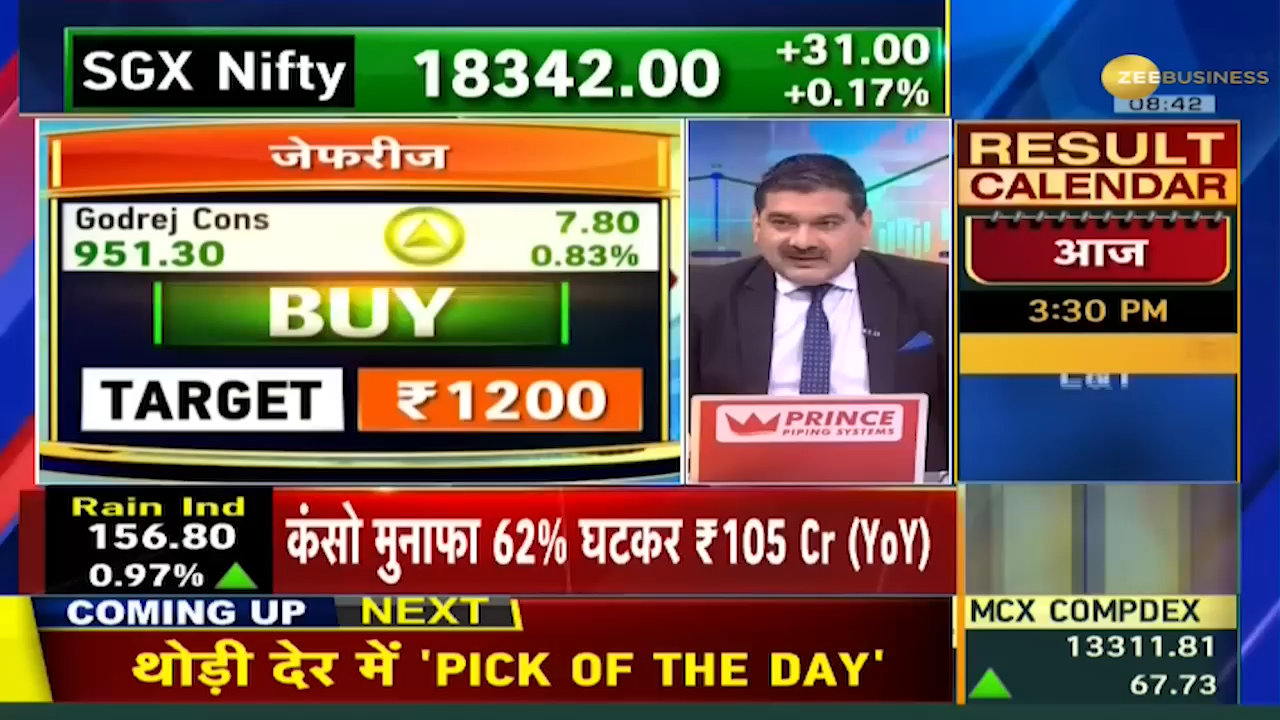 SGX Nifty 18342.00 +31.00
+0.17%
ZEEBUSINESS
08:42
जेफरीज
Godrej Cons 7.80
951.30 0.83%
BUY
TARGET ₹1200
PRINCE
PIPING SYSTEMS
RESULT
CALENDAR
आज
3:30 PM
Rain Ind
156.80
0.97%
कंसो मुनाफा 62% घटकर ₹105 Cr (YoY)
COMING UP NEXT
थोड़ी देर में 'PICK OF THE DAY'
MCX COMPDEX
13311.81
67.73